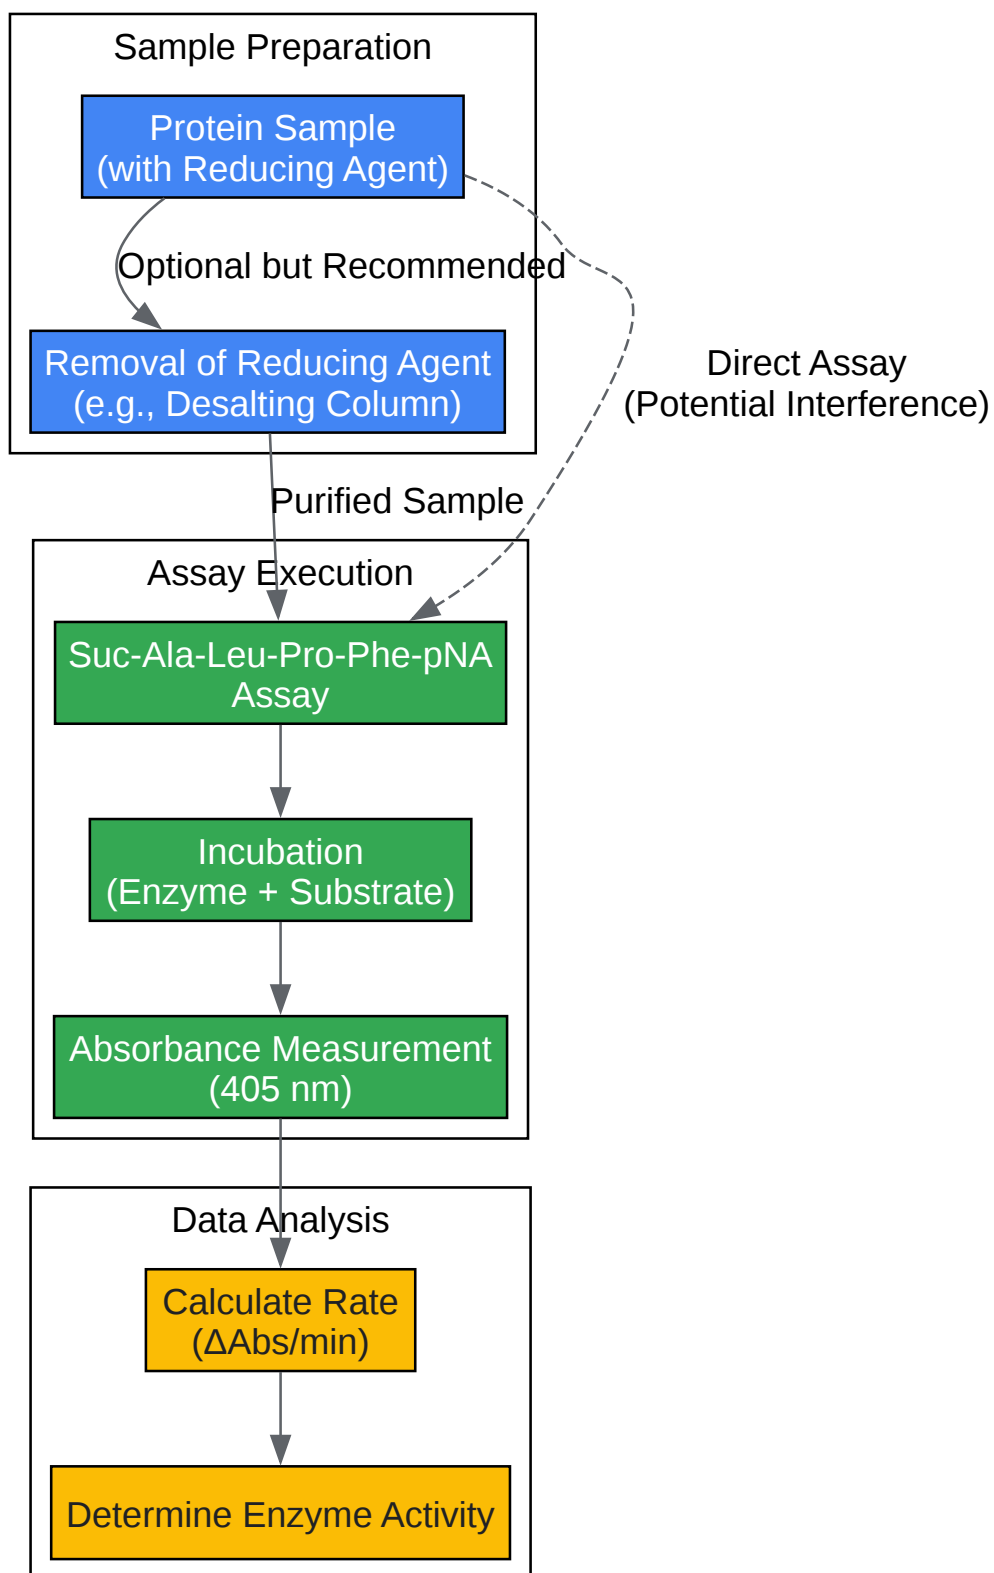 Sample Preparation
Protein Sample
(with Reducing Agent)
Optional but Recommended
Removal of Reducing Agent
(e.g., Desalting Column)
Direct Assay
(Potential Interference)
Purified Sample
Assay Execution
Suc-Ala-Leu-Pro-Phe-pNA
Assay
Incubation
(Enzyme + Substrate)
Absorbance Measurement
(405 nm)
Data Analysis
Calculate Rate
(ΔAbs/min)
Determine Enzyme Activity